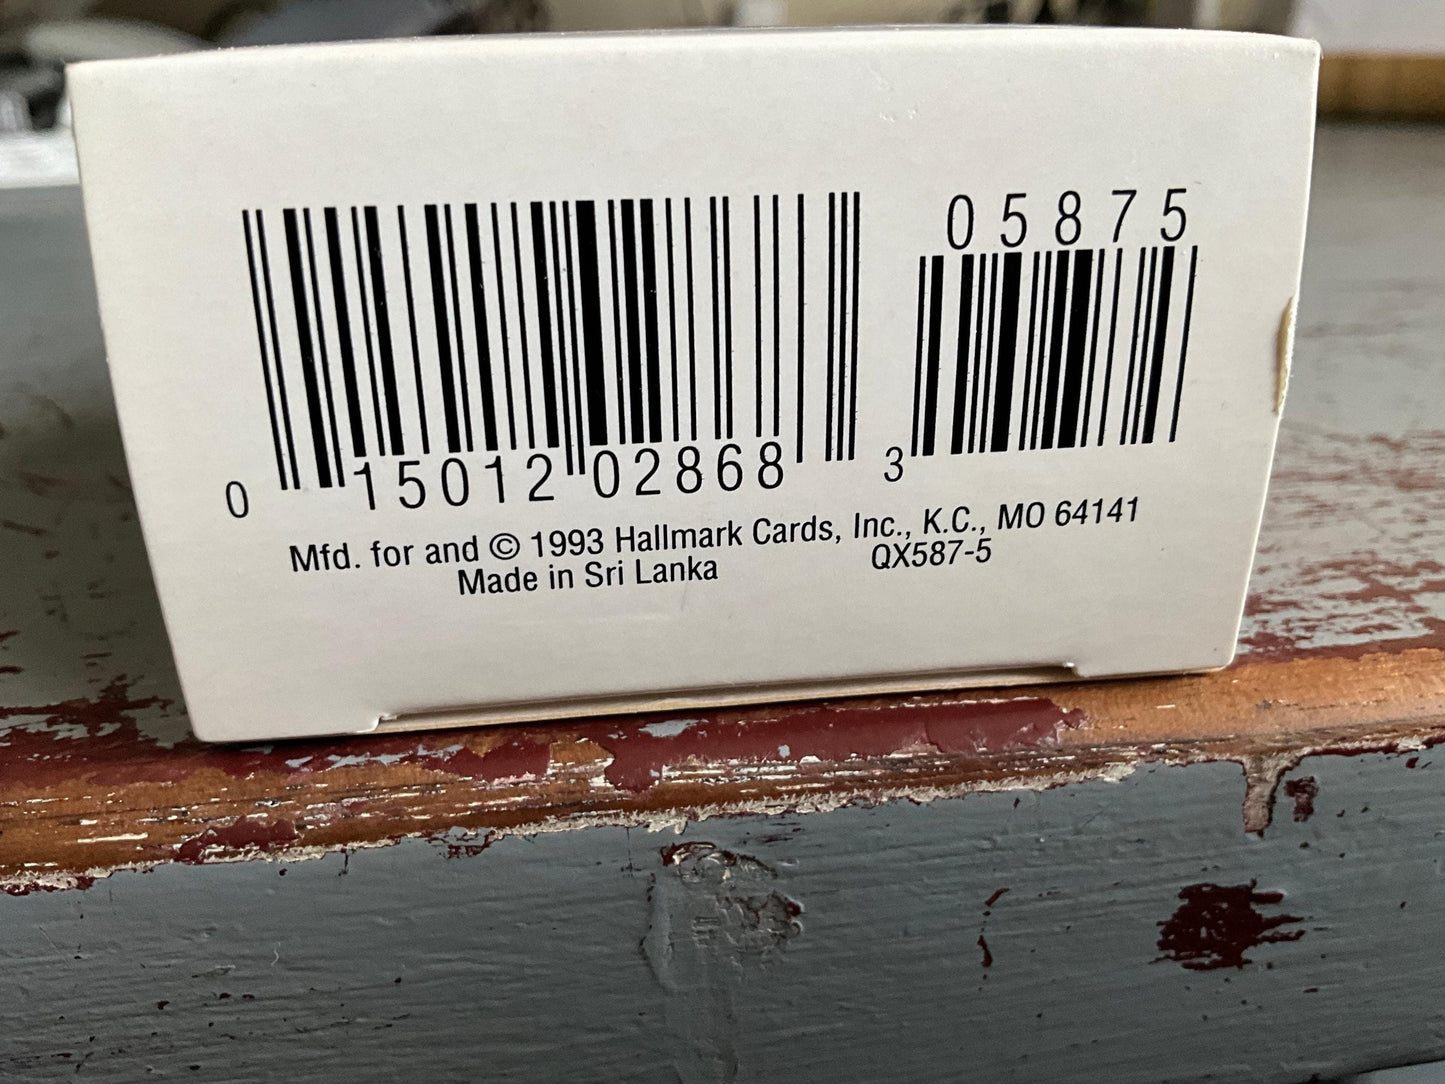 05875
0 15012 02868 3
Mfd. for and © 1993 Hallmark Cards, Inc., K.C., MO 64141
Made in Sri Lanka QX587-5